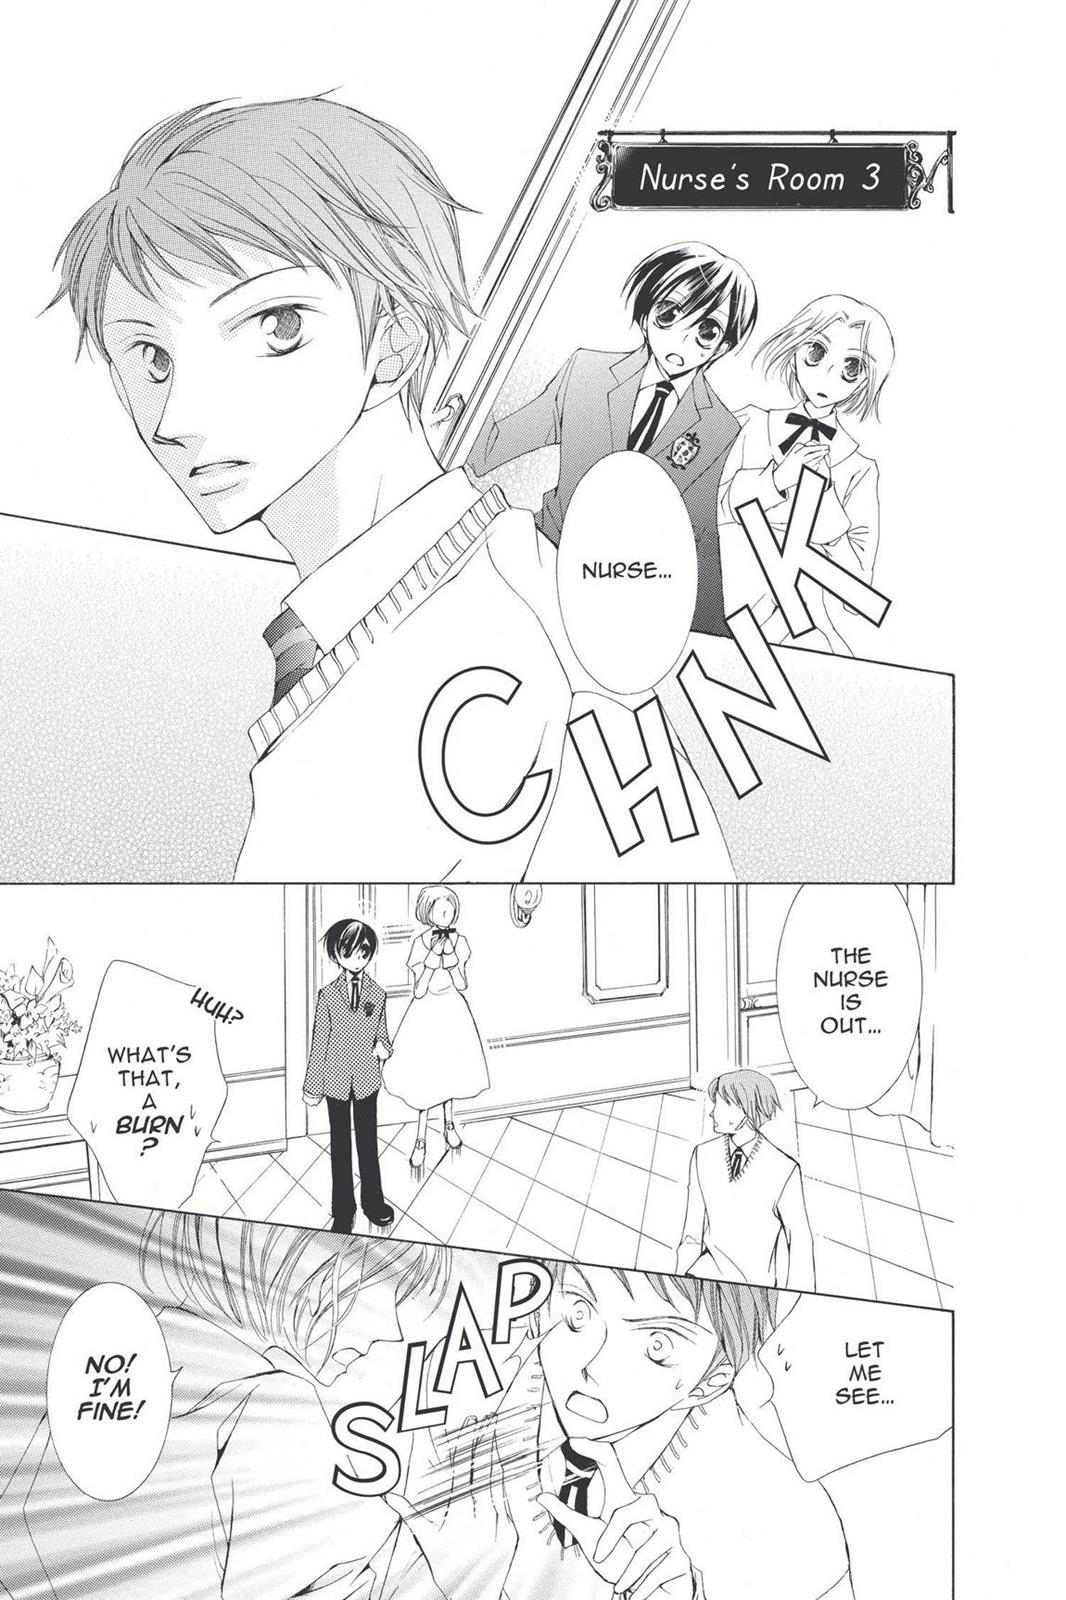 Nurse's Room 3
NURSE...
CHNK
THE
NURSE
IS
OUT...
HUH?
WHAT'S
THAT,
A
BURN
?
LET
ME
SEE...
SLAP
NO!
I'M
FINE!